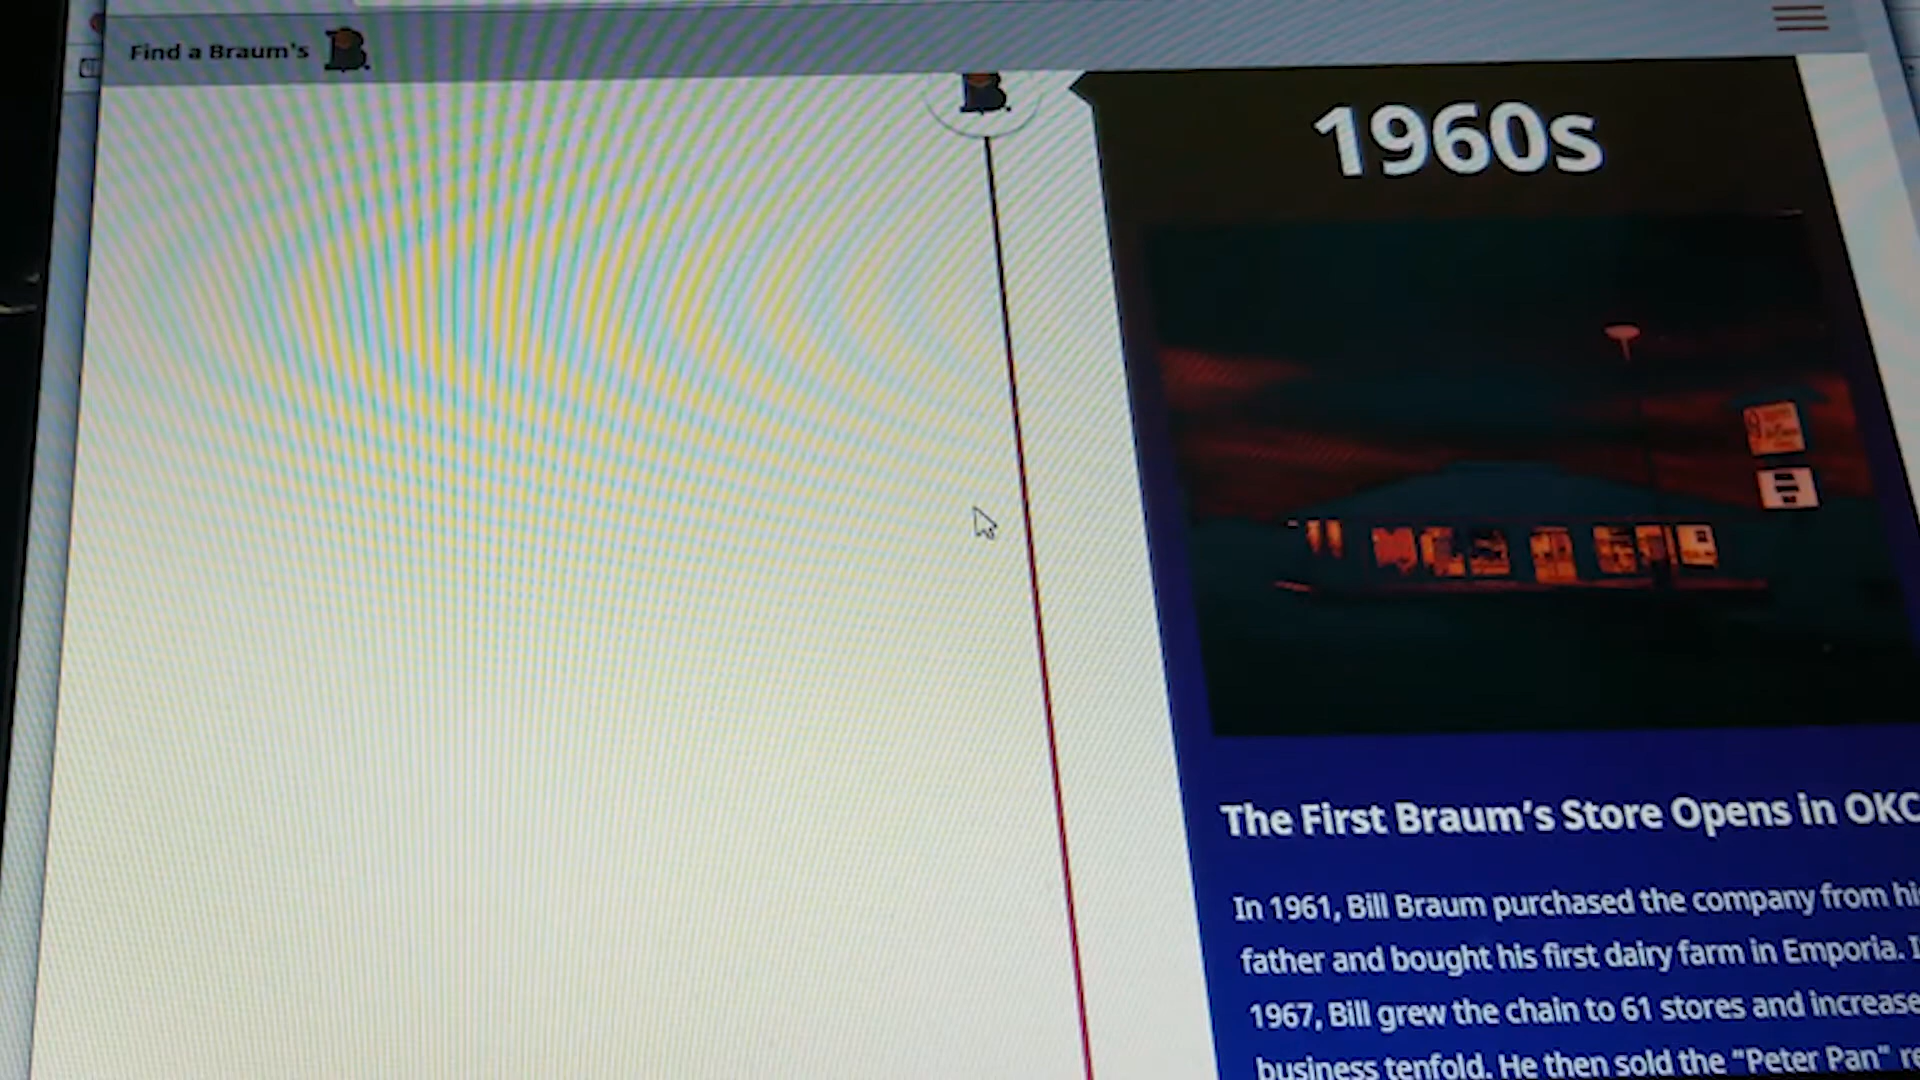 Find a Braum's
1960s
The First Braum's Store Opens in OKC
In 1961, Bill Braum purchased the company from
father and bought his first dairy farm in Emporia.
1967, Bill grew the chain to 61 stores and
business tenfold. He then sold the "Peter Pan"